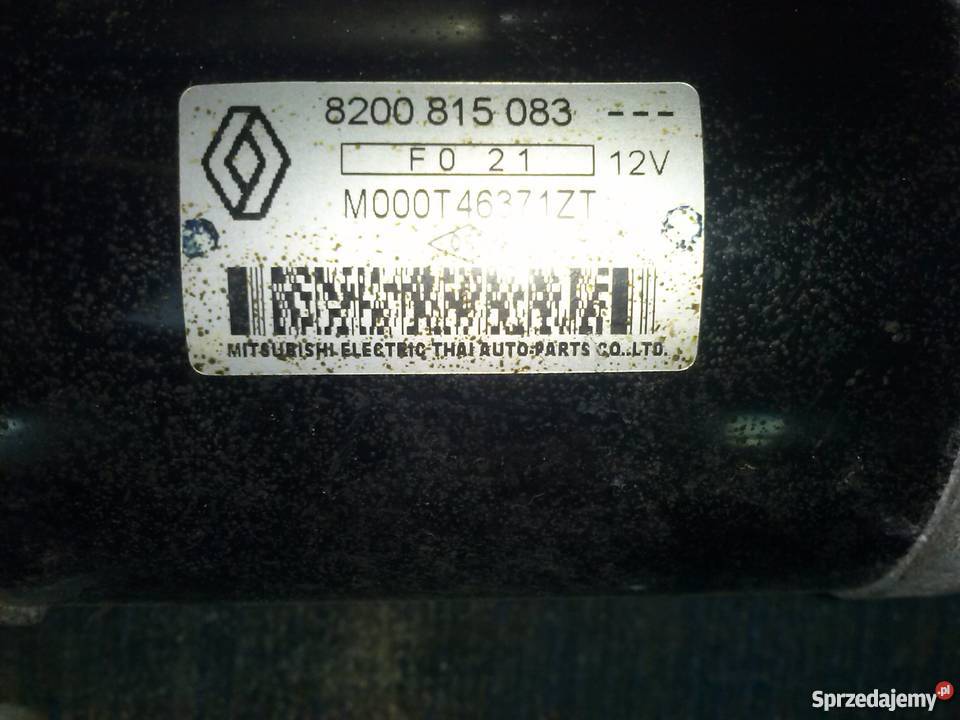 8200 815 083 ---
F0 21 12V
M000T46371ZT
MITSUBISHI ELECTRIC THAI AUTO-PARTS CO.,LTD.
Sprzedajemy.pl